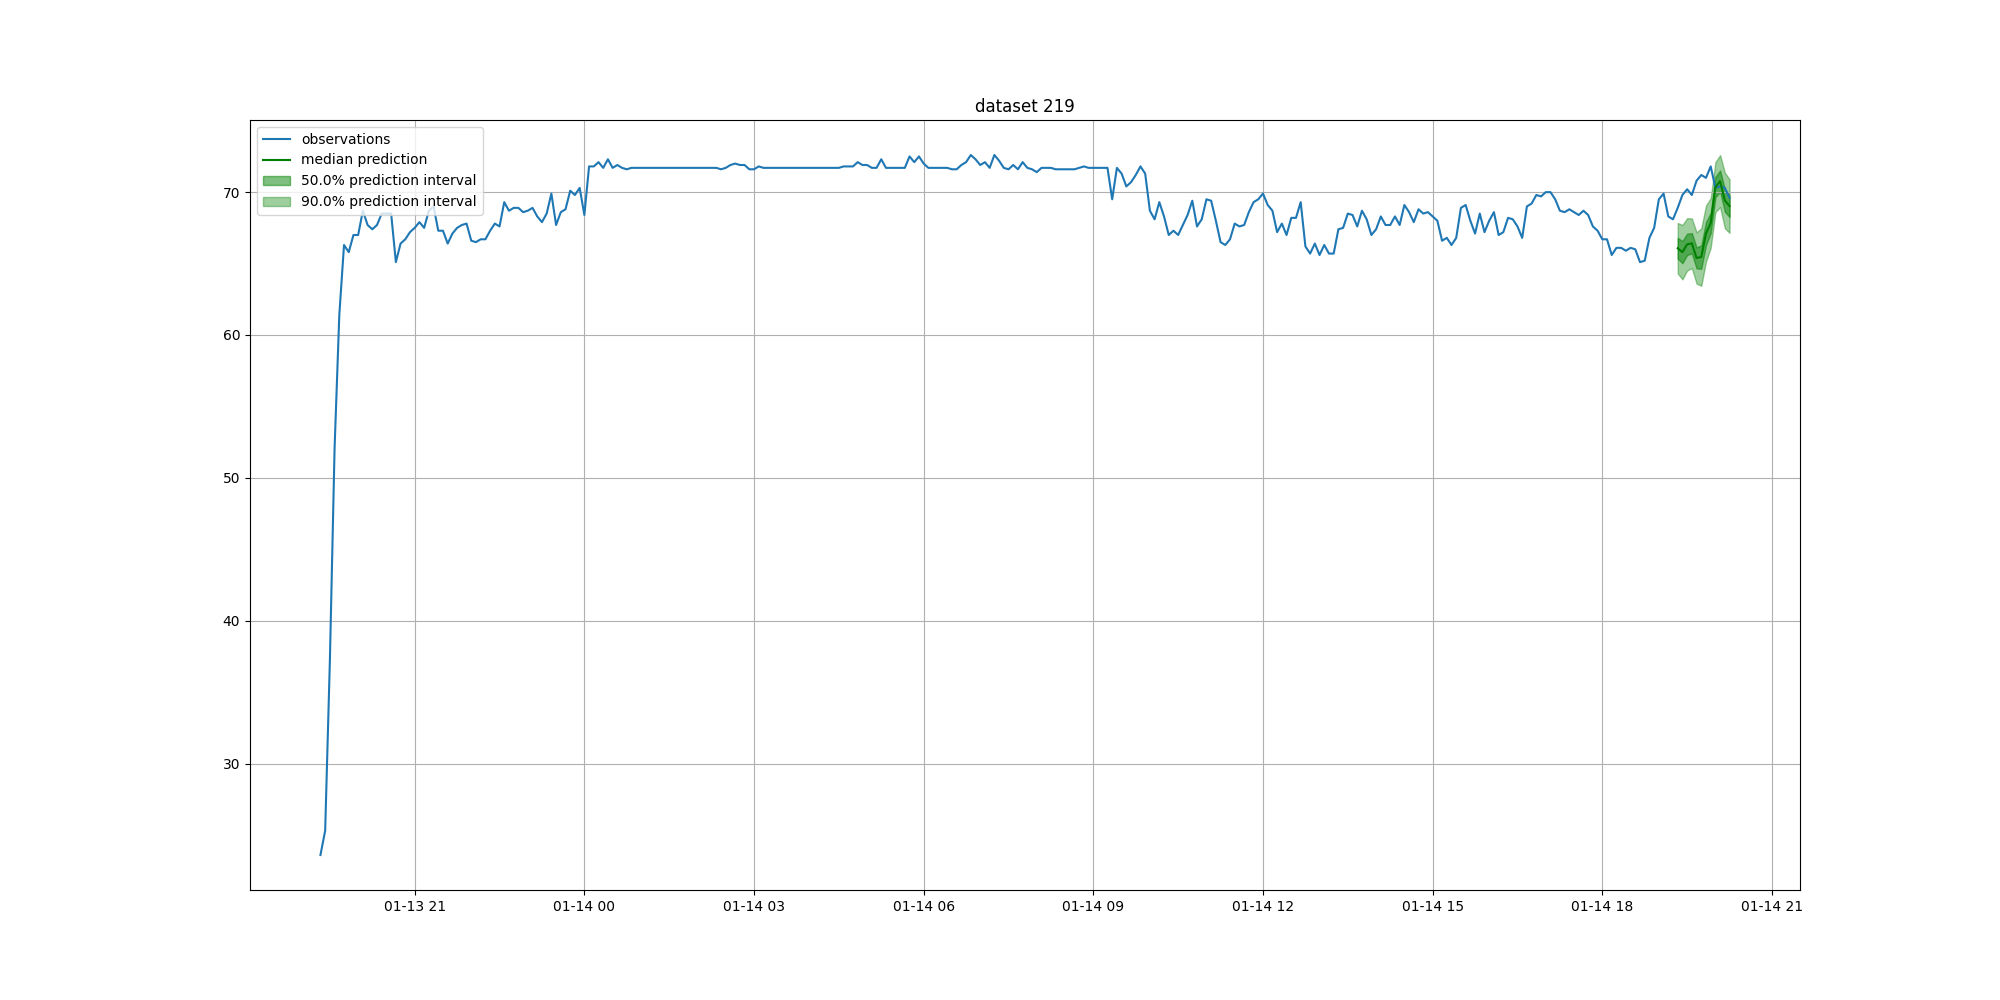 dataset 219
observations
median prediction
50.0% prediction interval
90.0% prediction interval
70
60
50
40
30
01-13 21
01-14 00
01-14 03
01-14 06
01-14 09
01-14 12
01-14 15
01-14 18
01-14 21